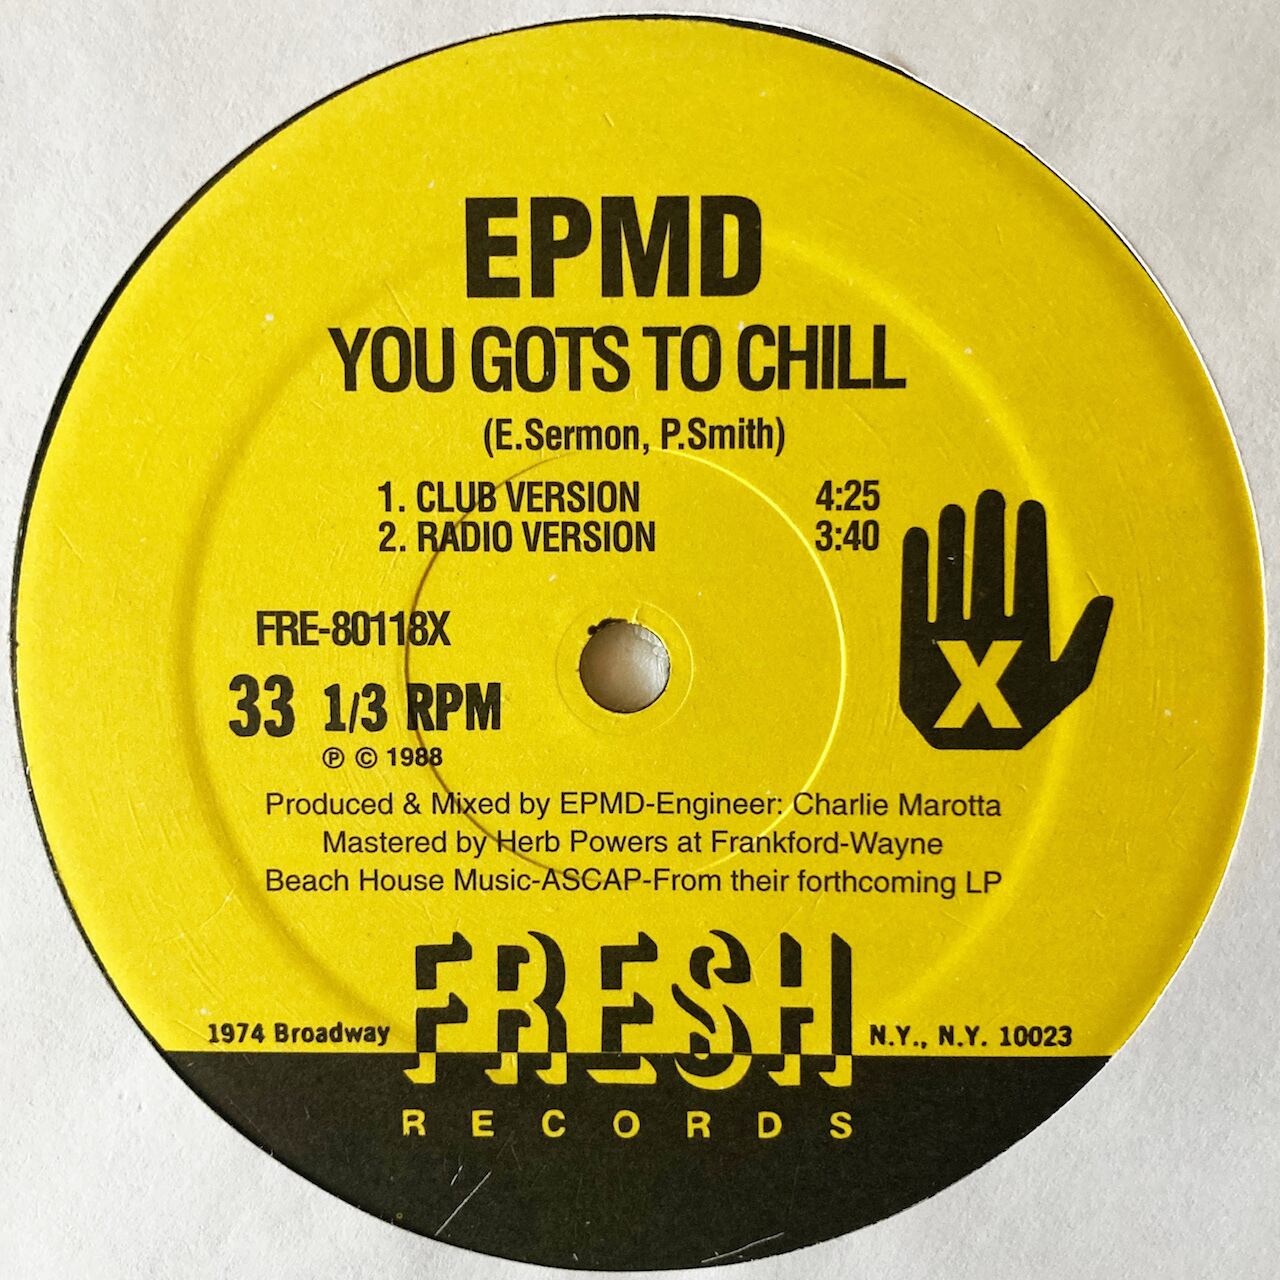 EPMD
YOU GOTS TO CHILL
(E.Sermon, P.Smith)
1. CLUB VERSION 4:25
2. RADIO VERSION 3:40
X
FRE-80118X
33 1/3 RPM
℗ © 1988
Produced & Mixed by EPMD-Engineer: Charlie Marotta
Mastered by Herb Powers at Frankford-Wayne
Beach House Music-ASCAP-From their forthcoming LP
FRESH
1974 Broadway N.Y., N.Y. 10023
RECORDS